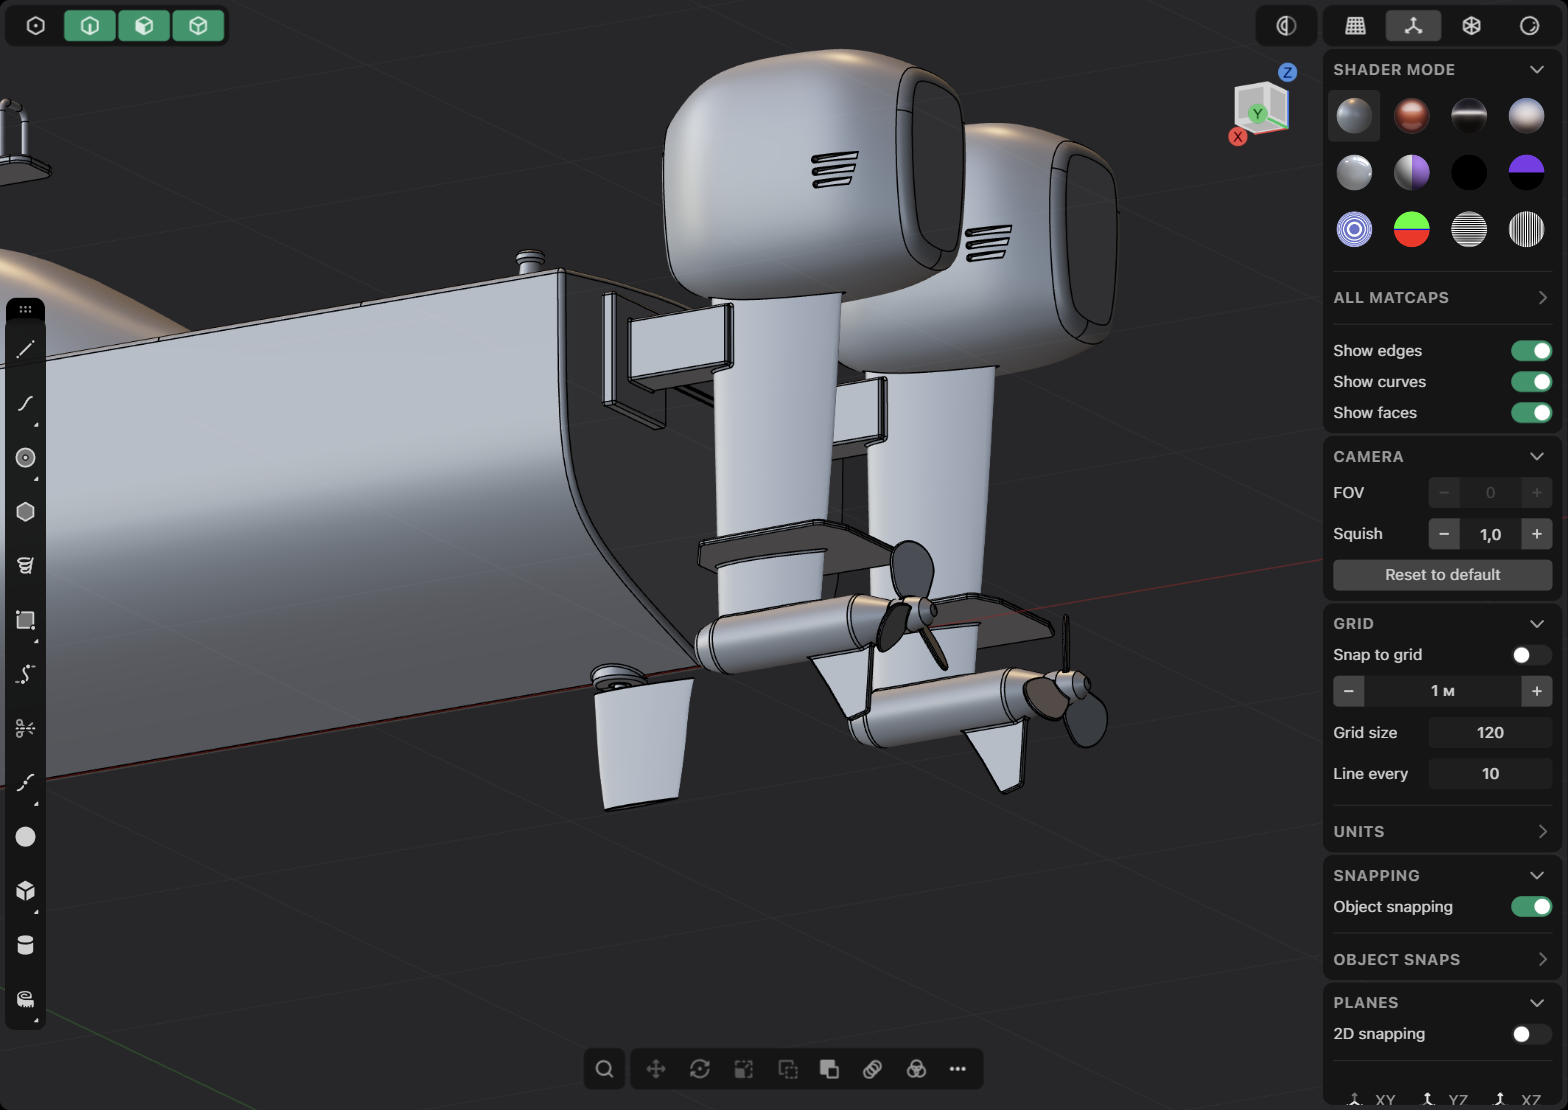 Z
Y
X
SHADER MODE
ALL MATCAPS
Show edges
Show curves
Show faces
CAMERA
FOV
− 0 +
Squish
− 1,0 +
Reset to default
GRID
Snap to grid
− 1 м +
Grid size 120
Line every 10
UNITS
SNAPPING
Object snapping
OBJECT SNAPS
PLANES
2D snapping
XY YZ XZ